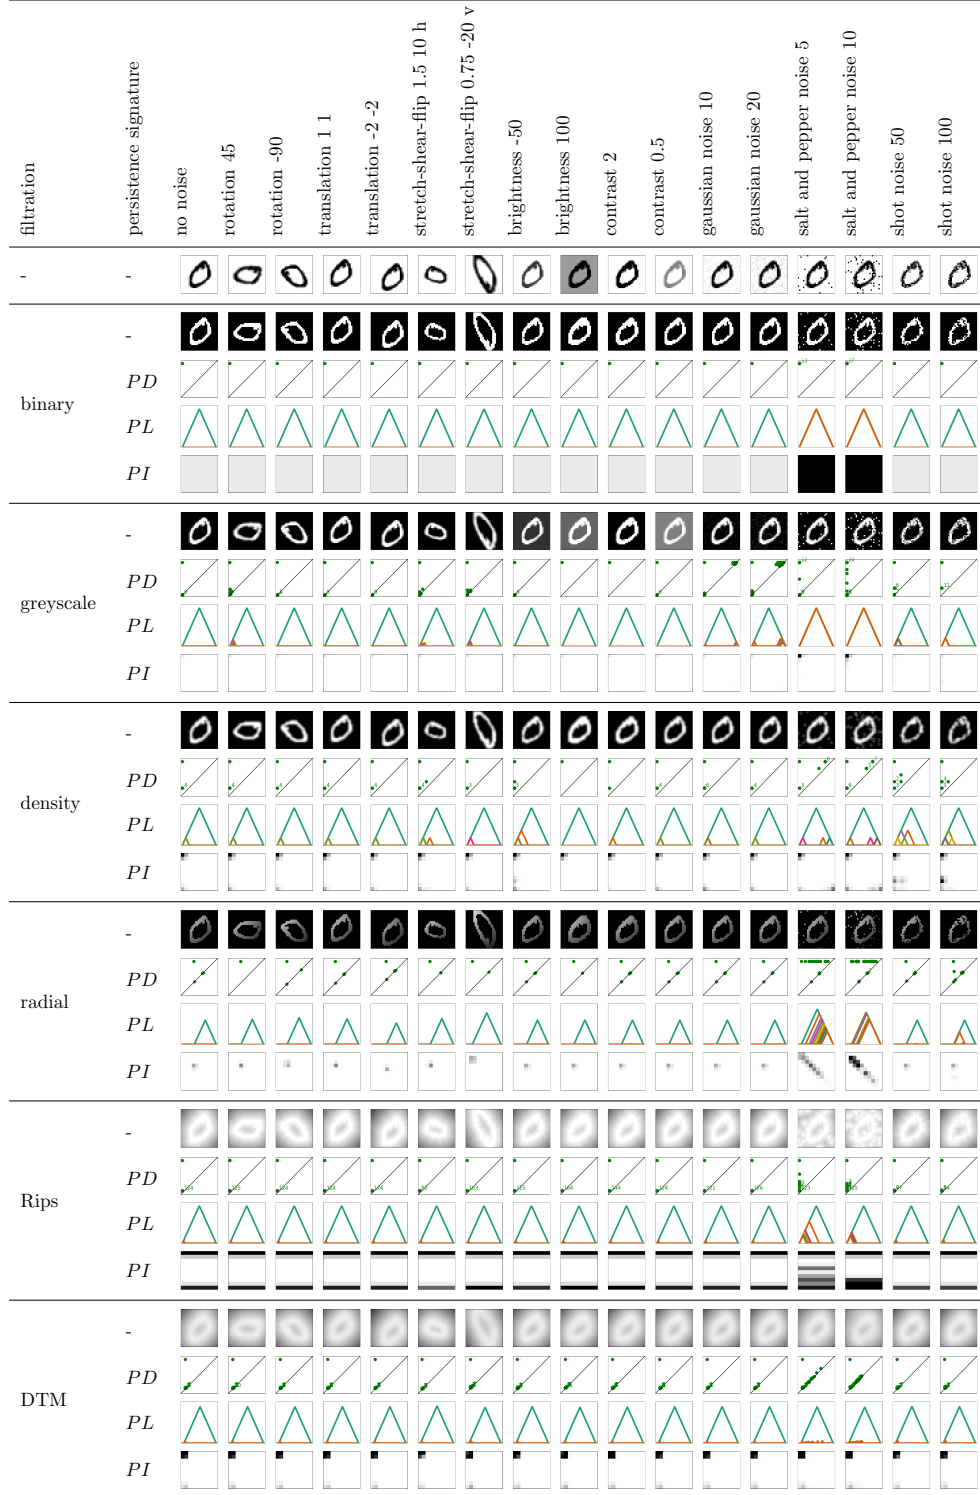 filtration
persistence signature
no noise
rotation 45
rotation -90
translation 1 1
translation -2 -2
stretch-shear-flip 1.5 10 h
stretch-shear-flip 0.75 -20 v
brightness -50
brightness 100
contrast 2
contrast 0.5
gaussian noise 10
gaussian noise 20
salt and pepper noise 5
salt and pepper noise 10
shot noise 50
shot noise 100
- -
binary
-
PD
PL
PI
greyscale
-
PD
PL
PI
density
-
PD
PL
PI
radial
-
PD
PL
PI
Rips
-
PD
PL
PI
DTM
-
PD
PL
PI